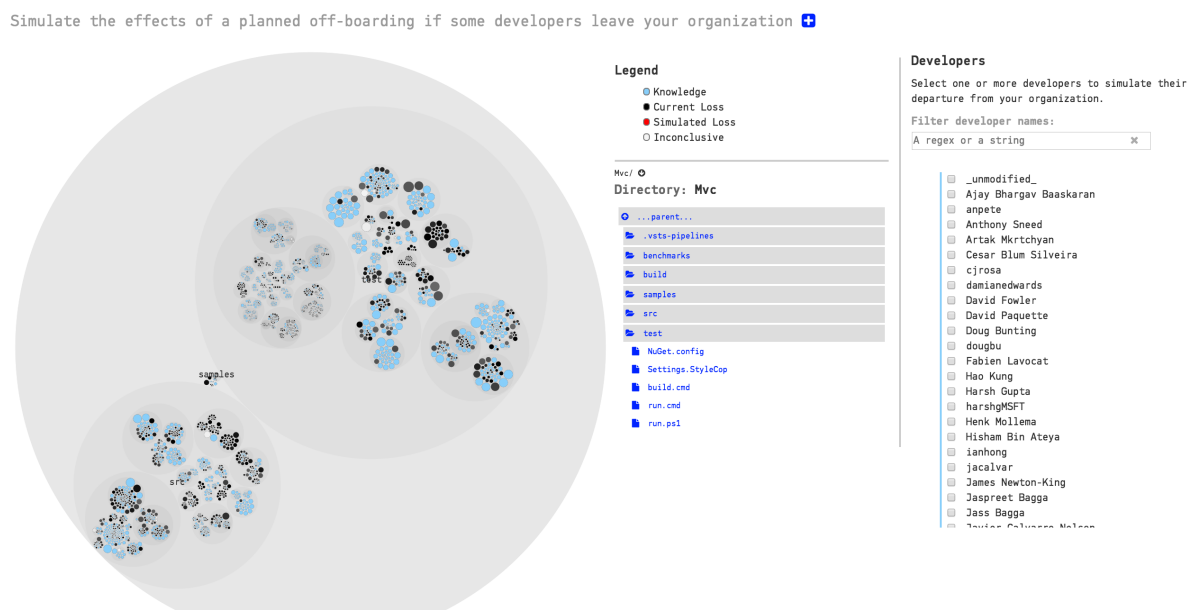 Simulate the effects of a planned off-boarding if some developers leave your organization
test
samples
src
Legend
Knowledge
Current Loss
Simulated Loss
Inconclusive
Mvc/
Directory: Mvc
...parent...
.vsts-pipelines
benchmarks
build
samples
src
test
NuGet.config
Settings.StyleCop
build.cmd
run.cmd
run.ps1
Developers
Select one or more developers to simulate their
departure from your organization.
Filter developer names:
A regex or a string
_unmodified_
Ajay Bhargav Baaskaran
anpete
Anthony Sneed
Artak Mkrtchyan
Cesar Blum Silveira
cjrosa
damianedwards
David Fowler
David Paquette
Doug Bunting
dougbu
Fabien Lavocat
Hao Kung
Harsh Gupta
harshgMSFT
Henk Mollema
Hisham Bin Ateya
ianhong
jacalvar
James Newton-King
Jaspreet Bagga
Jass Bagga
Javier Calvarro Nelson